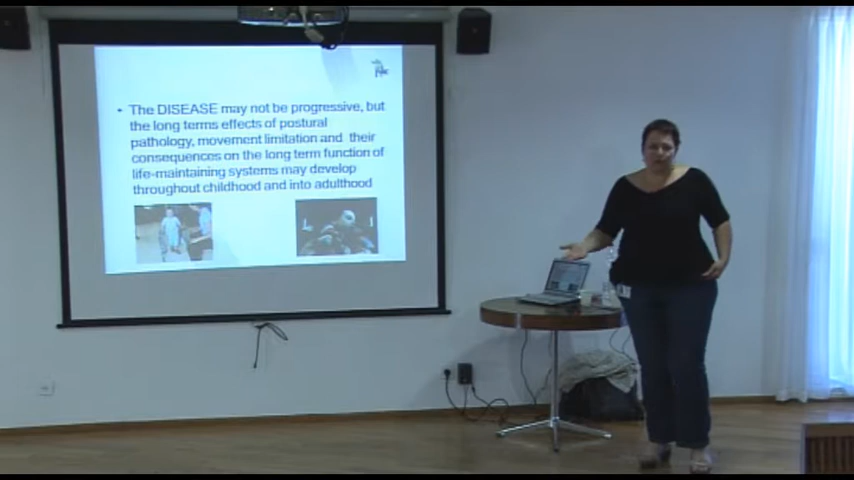 • The DISEASE may not be progressive, but
the long terms effects of postural
pathology, movement limitation and their
consequences on the long term function of
life-maintaining systems may develop
throughout childhood and into adulthood